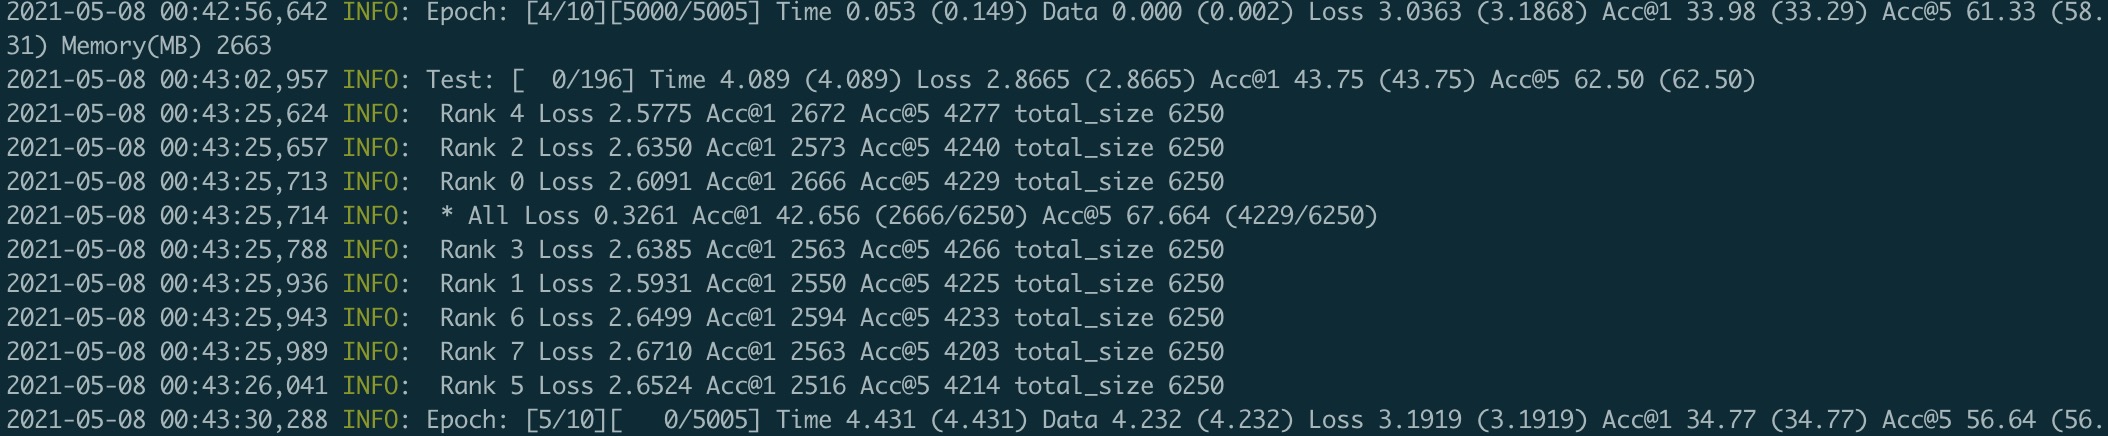 2021-05-08 00:42:56,642 INFO: Epoch: [4/10][5000/5005] Time 0.053 (0.149) Data 0.000 (0.002) Loss 3.0363 (3.1868) Acc@1 33.98 (33.29) Acc@5 61.33 (58.
31) Memory(MB) 2663
2021-05-08 00:43:02,957 INFO: Test: [  0/196] Time 4.089 (4.089) Loss 2.8665 (2.8665) Acc@1 43.75 (43.75) Acc@5 62.50 (62.50)
2021-05-08 00:43:25,624 INFO:  Rank 4 Loss 2.5775 Acc@1 2672 Acc@5 4277 total_size 6250
2021-05-08 00:43:25,657 INFO:  Rank 2 Loss 2.6350 Acc@1 2573 Acc@5 4240 total_size 6250
2021-05-08 00:43:25,713 INFO:  Rank 0 Loss 2.6091 Acc@1 2666 Acc@5 4229 total_size 6250
2021-05-08 00:43:25,714 INFO:  * All Loss 0.3261 Acc@1 42.656 (2666/6250) Acc@5 67.664 (4229/6250)
2021-05-08 00:43:25,788 INFO:  Rank 3 Loss 2.6385 Acc@1 2563 Acc@5 4266 total_size 6250
2021-05-08 00:43:25,936 INFO:  Rank 1 Loss 2.5931 Acc@1 2550 Acc@5 4225 total_size 6250
2021-05-08 00:43:25,943 INFO:  Rank 6 Loss 2.6499 Acc@1 2594 Acc@5 4233 total_size 6250
2021-05-08 00:43:25,989 INFO:  Rank 7 Loss 2.6710 Acc@1 2563 Acc@5 4203 total_size 6250
2021-05-08 00:43:26,041 INFO:  Rank 5 Loss 2.6524 Acc@1 2516 Acc@5 4214 total_size 6250
2021-05-08 00:43:30,288 INFO: Epoch: [5/10][   0/5005] Time 4.431 (4.431) Data 4.232 (4.232) Loss 3.1919 (3.1919) Acc@1 34.77 (34.77) Acc@5 56.64 (56.